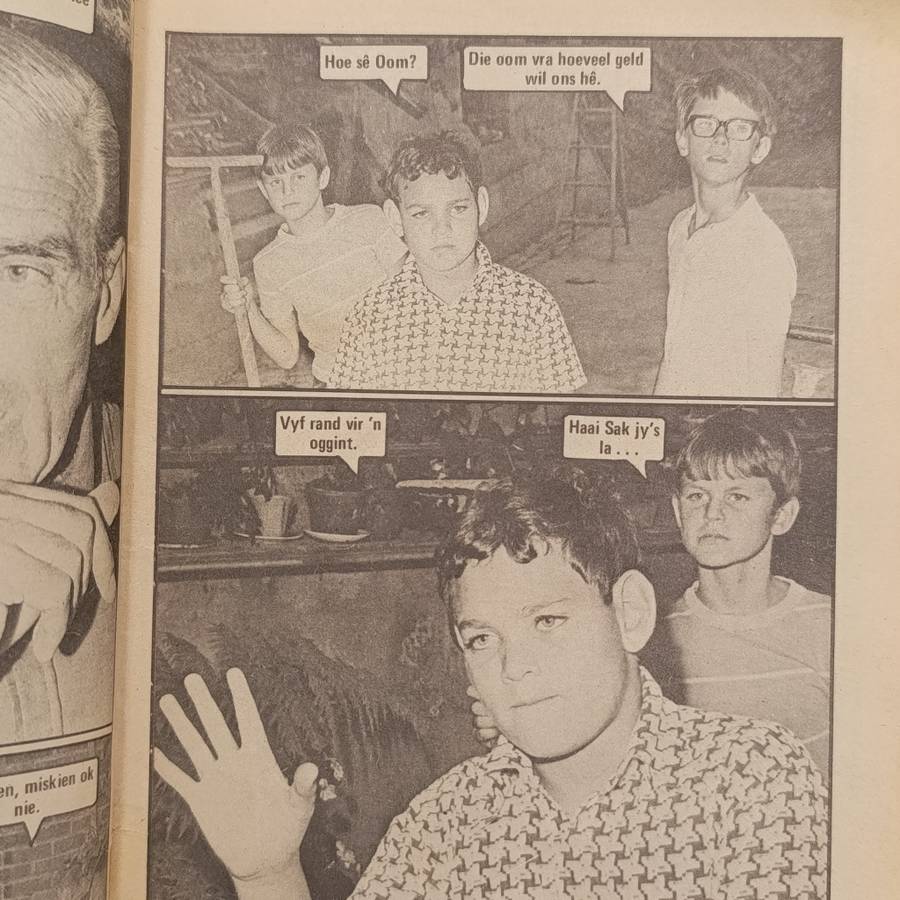 Hoe sê Oom?
Die oom vra hoeveel geld
wil ons hê.
Vyf rand vir 'n
oggint.
Haai Sak jy's
la . . .
en, miskien ok
nie.